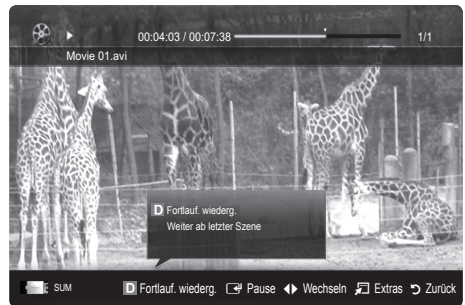 00:04:03 / 00:07:38 1/1
Movie 01.avi
D Fortlauf. wiederg.
Weiter ab letzter Szene
SUM D Fortlauf. wiederg. Pause Wechseln Extras Zurück